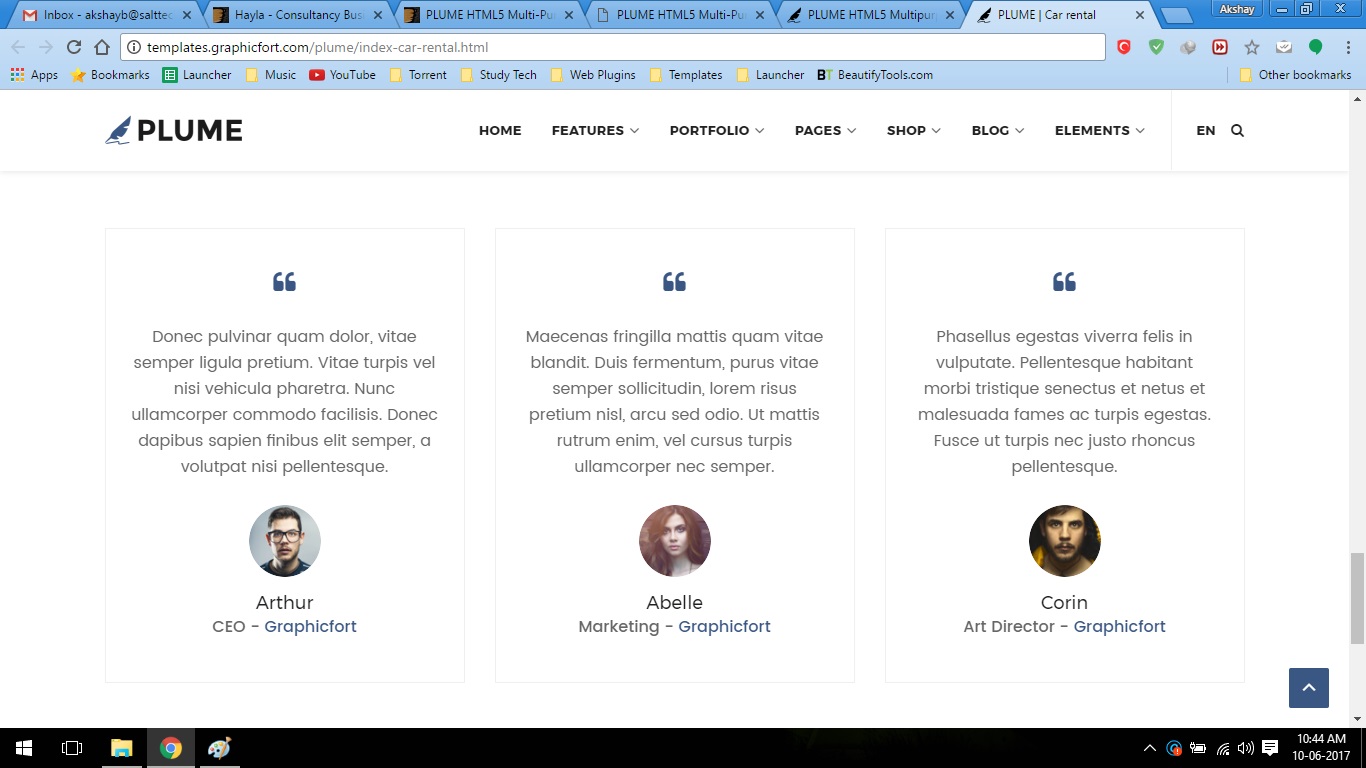 Inbox - akshayb@salttec
Hayla - Consultancy Busi
PLUME HTML5 Multi-Pu
PLUME HTML5 Multi-Pu
PLUME HTML5 Multipur
PLUME | Car rental
Akshay
templates.graphicfort.com/plume/index-car-rental.html
Apps
Bookmarks
Launcher
Music
YouTube
Torrent
Study Tech
Web Plugins
Templates
Launcher
BT BeautifyTools.com
Other bookmarks
PLUME
HOME
FEATURES
PORTFOLIO
PAGES
SHOP
BLOG
ELEMENTS
EN
Donec pulvinar quam dolor, vitae
semper ligula pretium. Vitae turpis vel
nisi vehicula pharetra. Nunc
ullamcorper commodo facilisis. Donec
dapibus sapien finibus elit semper, a
volutpat nisi pellentesque.
Arthur
CEO - Graphicfort
Maecenas fringilla mattis quam vitae
blandit. Duis fermentum, purus vitae
semper sollicitudin, lorem risus
pretium nisl, arcu sed odio. Ut mattis
rutrum enim, vel cursus turpis
ullamcorper nec semper.
Abelle
Marketing - Graphicfort
Phasellus egestas viverra felis in
vulputate. Pellentesque habitant
morbi tristique senectus et netus et
malesuada fames ac turpis egestas.
Fusce ut turpis nec justo rhoncus
pellentesque.
Corin
Art Director - Graphicfort
10:44 AM
10-06-2017